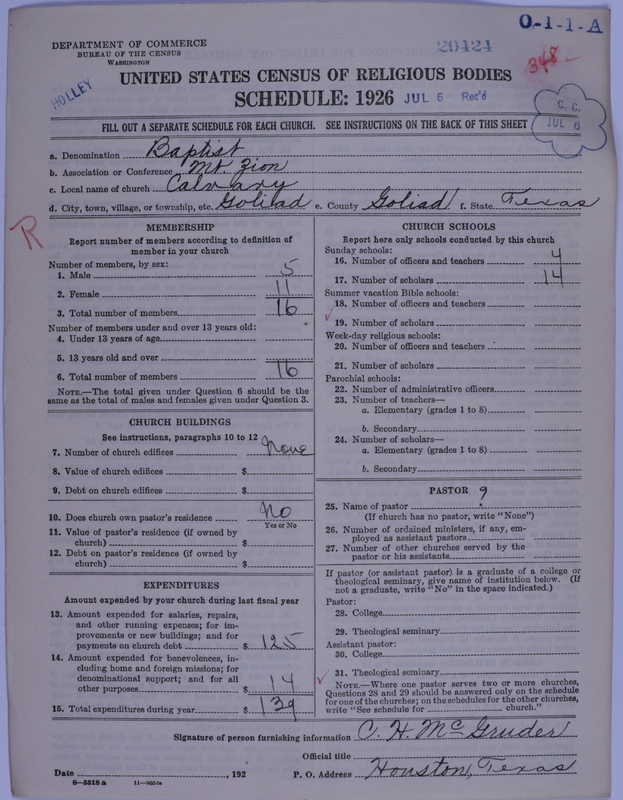 O-1-1-A
DEPARTMENT OF COMMERCE
BUREAU OF THE CENSUS
WASHINGTON
20424
348
HOLLEY
UNITED STATES CENSUS OF RELIGIOUS BODIES
SCHEDULE: 1926 JUL 6 Rec'd
C. C.
JUL 6
FILL OUT A SEPARATE SCHEDULE FOR EACH CHURCH. SEE INSTRUCTIONS ON THE BACK OF THIS SHEET
a. Denomination Baptist
b. Association or Conference Mt. Zion
c. Local name of church Calvary
d. City, town, village, or township, etc. Goliad e. County Goliad f. State Texas
R
MEMBERSHIP
Report number of members according to definition of
member in your church
Number of members, by sex:
1. Male 5
2. Female 11
3. Total number of members 16
Number of members under and over 13 years old:
4. Under 13 years of age
5. 13 years old and over
6. Total number of members 16
NOTE.—The total given under Question 6 should be the
same as the total of males and females given under Question 3.
CHURCH BUILDINGS
See instructions, paragraphs 10 to 12
7. Number of church edifices None
8. Value of church edifices $
9. Debt on church edifices $
10. Does church own pastor's residence No
Yes or No
11. Value of pastor's residence (if owned by
church) $
12. Debt on pastor's residence (if owned by
church) $
EXPENDITURES
Amount expended by your church during last fiscal year
13. Amount expended for salaries, repairs,
and other running expenses; for im-
provements or new buildings; and for
payments on church debt $ 125
14. Amount expended for benevolences, in-
cluding home and foreign missions; for
denominational support; and for all
other purposes $ 14
15. Total expenditures during year $ 139
CHURCH SCHOOLS
Report here only schools conducted by this church
Sunday schools:
16. Number of officers and teachers 4
17. Number of scholars 14
Summer vacation Bible schools:
18. Number of officers and teachers
19. Number of scholars
Week-day religious schools:
20. Number of officers and teachers
21. Number of scholars
Parochial schools:
22. Number of administrative officers
23. Number of teachers—
a. Elementary (grades 1 to 8)
b. Secondary
24. Number of scholars—
a. Elementary (grades 1 to 8)
b. Secondary
PASTOR 9
25. Name of pastor
(If church has no pastor, write "None")
26. Number of ordained ministers, if any, em-
ployed as assistant pastors
27. Number of other churches served by the
pastor or his assistants
If pastor (or assistant pastor) is a graduate of a college or
theological seminary, give name of institution below. (If
not a graduate, write "No" in the space indicated.)
Pastor:
28. College
29. Theological seminary
Assistant pastor:
30. College
31. Theological seminary
NOTE.—Where one pastor serves two or more churches,
Questions 28 and 29 should be answered only on the schedule
for one of the churches; on the schedules for the other churches,
write "See schedule for church."
Signature of person furnishing information C. H. McGruder
Official title
Date , 192 P. O. Address Houston, Texas
8—5518 a